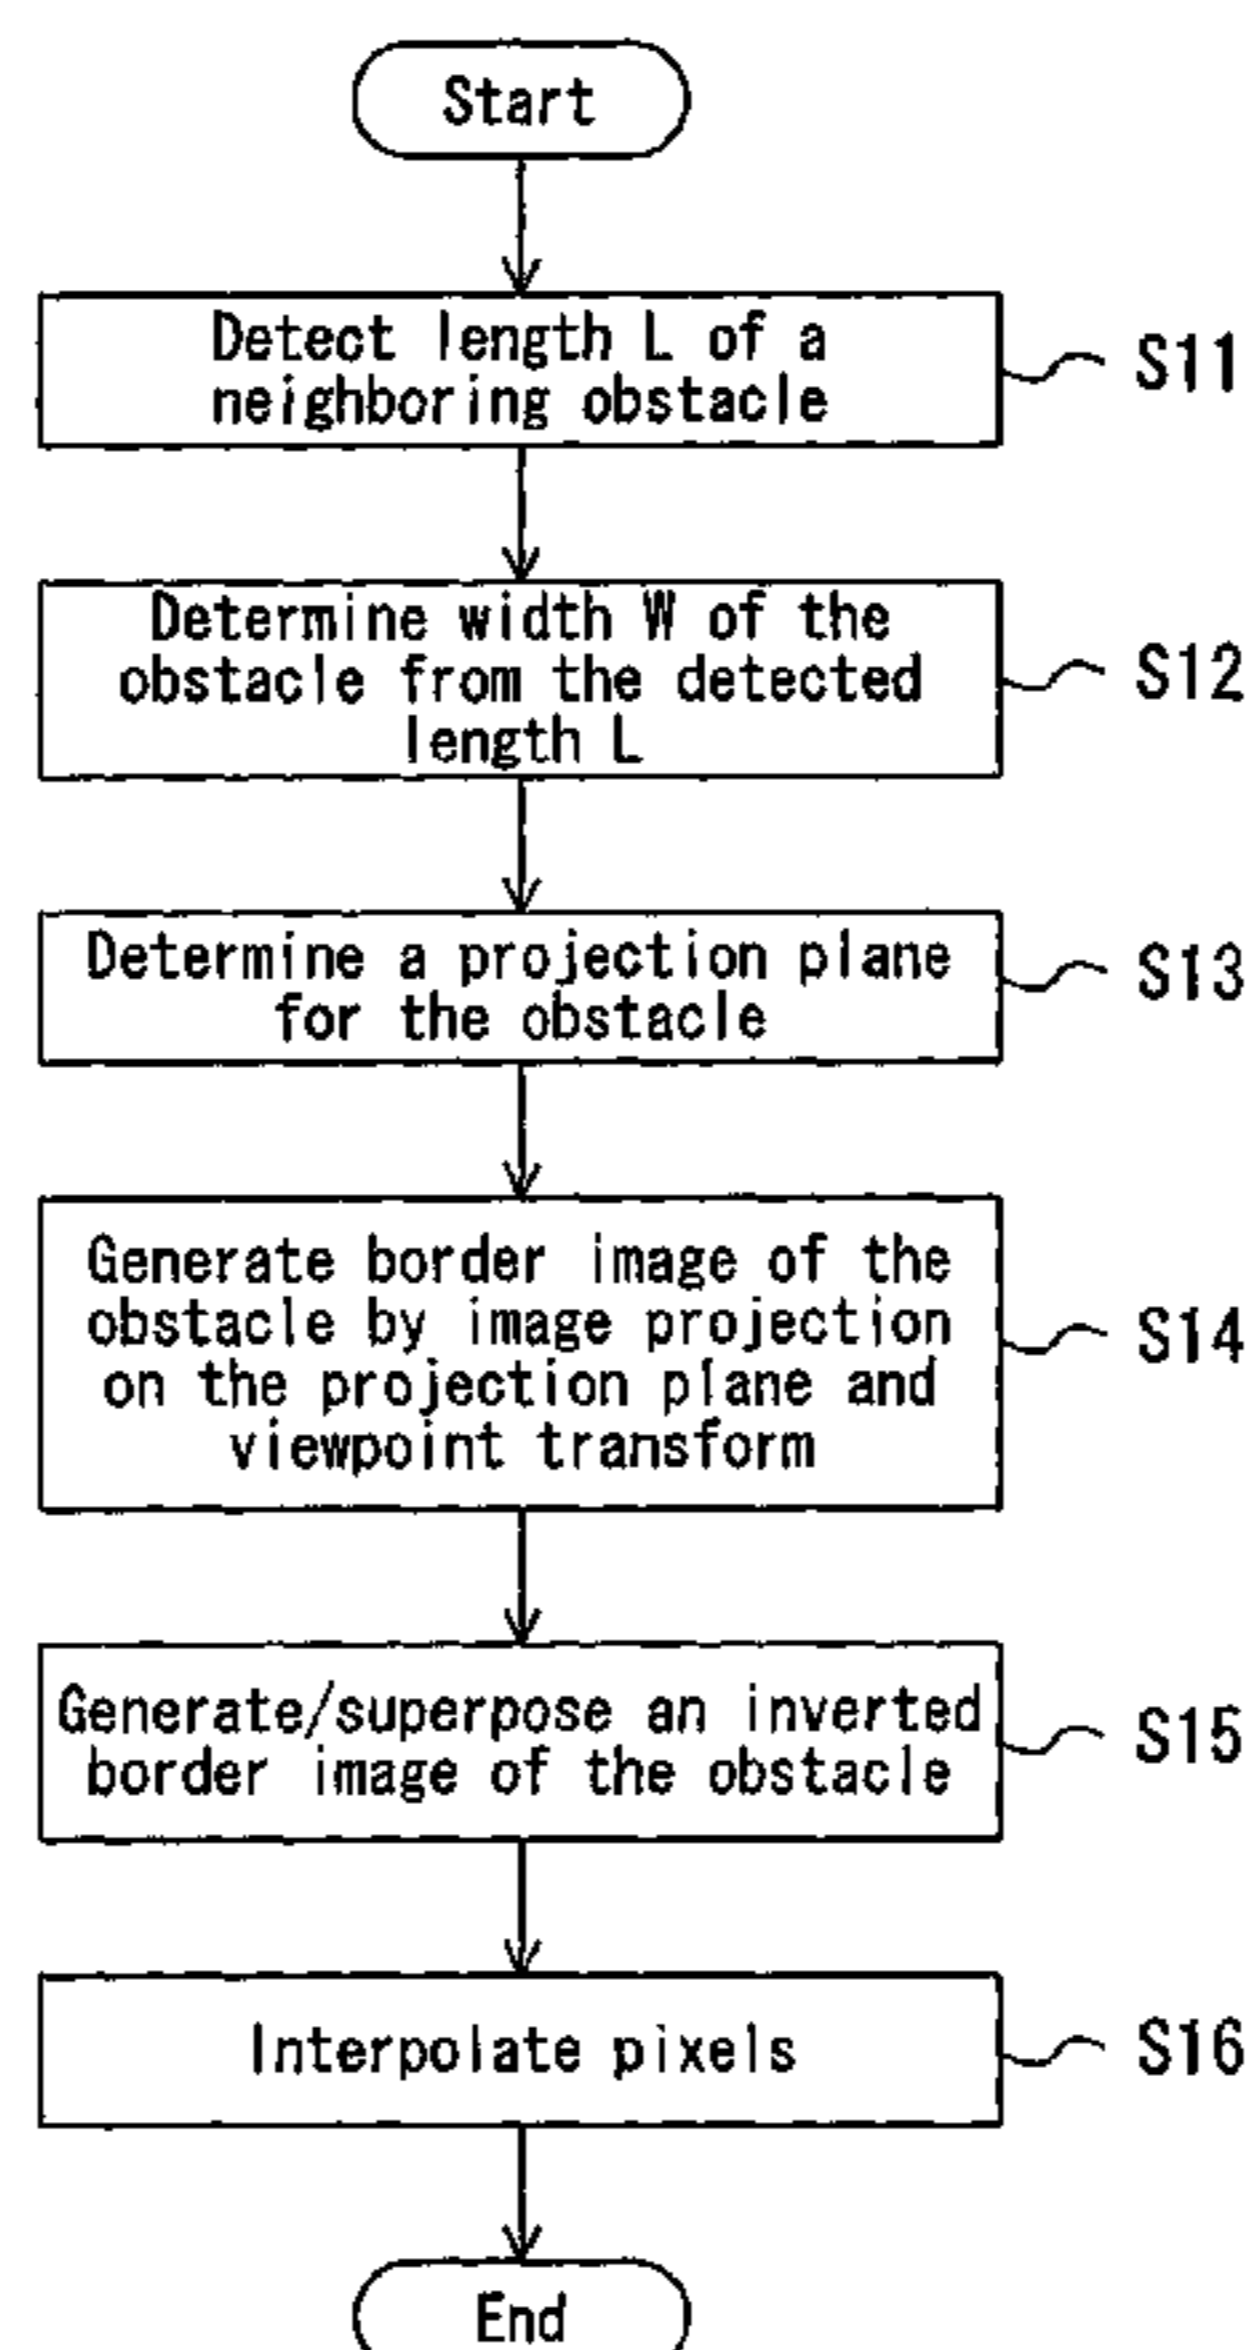 Start
Detect length L of a
neighboring obstacle
S11
Determine width W of the
obstacle from the detected
length L
S12
Determine a projection plane
for the obstacle
S13
Generate border image of the
obstacle by image projection
on the projection plane and
viewpoint transform
S14
Generate/superpose an inverted
border image of the obstacle
S15
Interpolate pixels
S16
End